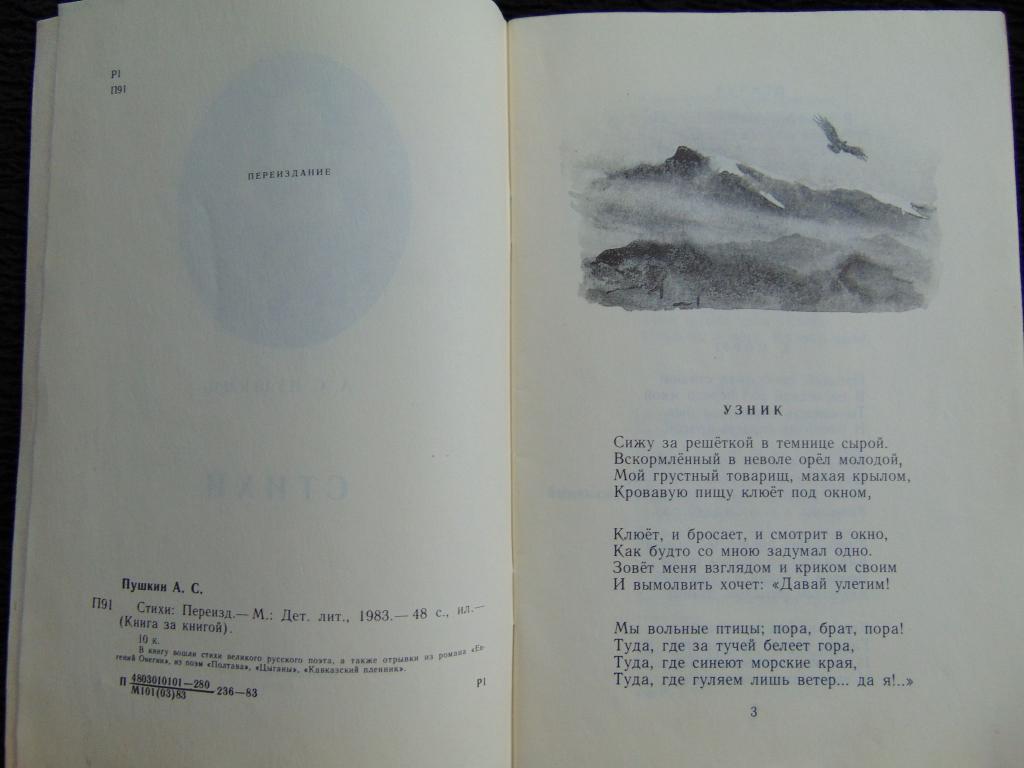 Р1
П91
ПЕРЕИЗДАНИЕ
Пушкин А. С.
П91 Стихи: Переизд.— М.: Дет. лит., 1983.— 48 с., ил.—
(Книга за книгой).
10 к.
В книгу вошли стихи великого русского поэта, а также отрывки из романа «Ев-
гений Онегин», из поэм «Полтава», «Цыганы», «Кавказский пленник».
П 4803010101—280
М101(03)83 236—83
Р1
УЗНИК
Сижу за решёткой в темнице сырой.
Вскормлённый в неволе орёл молодой,
Мой грустный товарищ, махая крылом,
Кровавую пищу клюёт под окном,
Клюёт, и бросает, и смотрит в окно,
Как будто со мною задумал одно.
Зовёт меня взглядом и криком своим
И вымолвить хочет: «Давай улетим!
Мы вольные птицы; пора, брат, пора!
Туда, где за тучей белеет гора,
Туда, где синеют морские края,
Туда, где гуляем лишь ветер... да я!..»
3